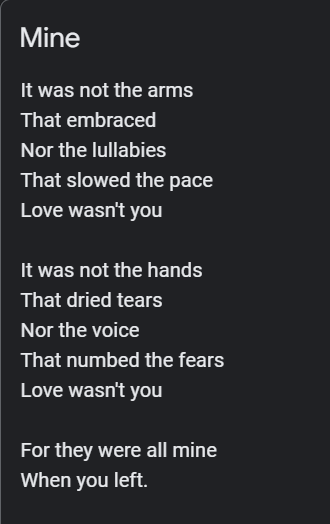 Mine
It was not the arms
That embraced
Nor the lullabies
That slowed the pace
Love wasn't you
It was not the hands
That dried tears
Nor the voice
That numbed the fears
Love wasn't you
For they were all mine
When you left.